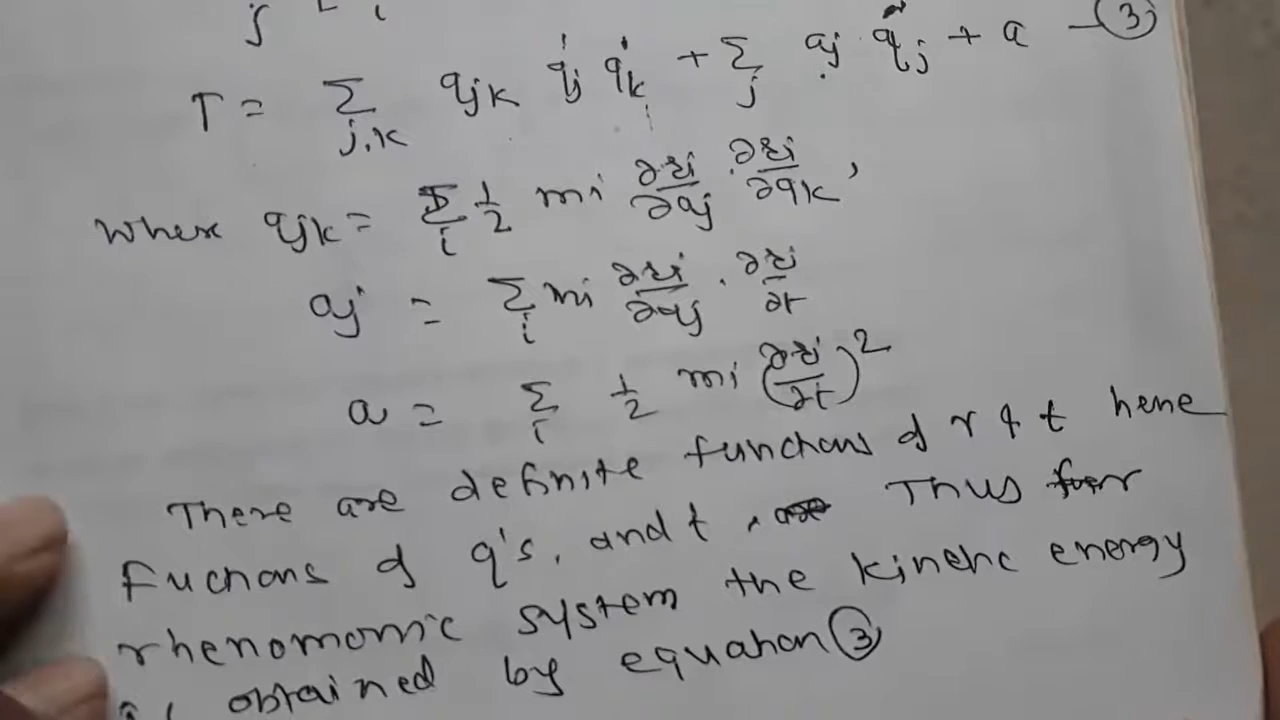 j i
T = Σ_{j,k} a_{jk} q̇_j q̇_k + Σ_j a_j q̇_j + a —③
where a_{jk} = Σ_i 1/2 m_i ∂r_i/∂q_j · ∂r_i/∂q_k,
a_j = Σ_i m_i ∂r_i/∂q_j · ∂r_i/∂t
a = Σ_i 1/2 m_i (∂r_i/∂t)^2
There are definite functions of r & t hene
Fuctions of q's, and t, Thus for
rhenomomic system the kinetic energy
obtained by equation ③